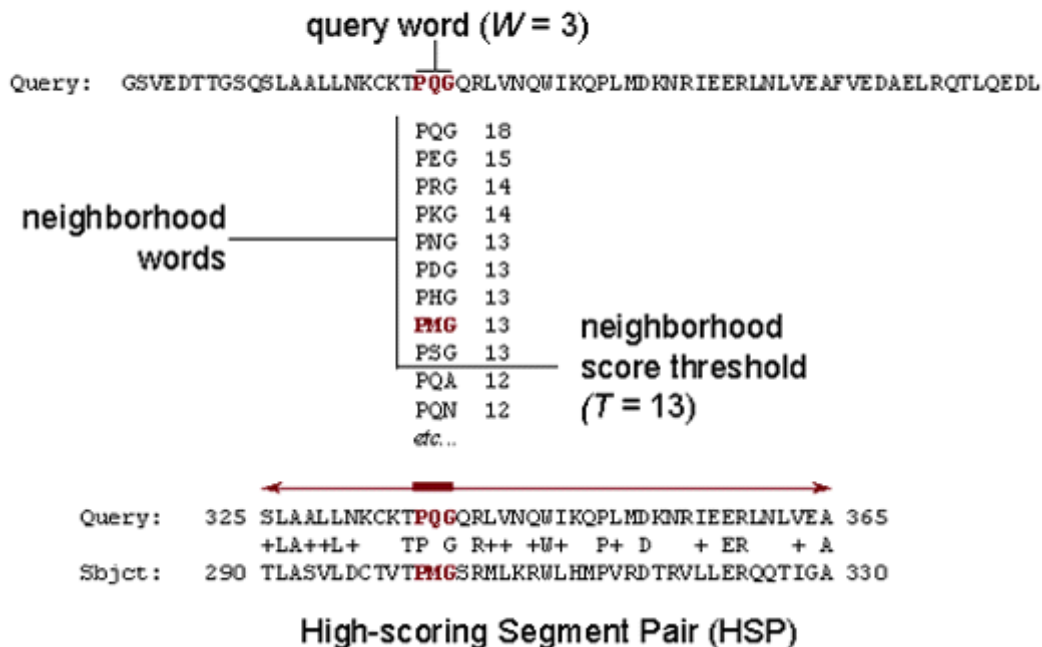 query word (W = 3)
Query: GSVEDTTGSQSLAALLNKCKTPQGQRLVNQWIKQPLMDKNRIEERLNLVEAFVEDAELRQTLQEDL
PQG 18
PEG 15
PRG 14
PKG 14
PNG 13
PDG 13
PHG 13
PMG 13
PSG 13
PQA 12
PQN 12
etc...
neighborhood
words
neighborhood
score threshold
(T = 13)
Query: 325 SLAALLNKCKTPQGQRLVNQWIKQPLMDKNRIEERLNLVEA 365
+LA++L+ TP G R++ +W+ P+ D + ER + A
Sbjct: 290 TLASVLDCTVTPMGSRMLKRWLHMPVRDTRVLLERQQTIGA 330
High-scoring Segment Pair (HSP)